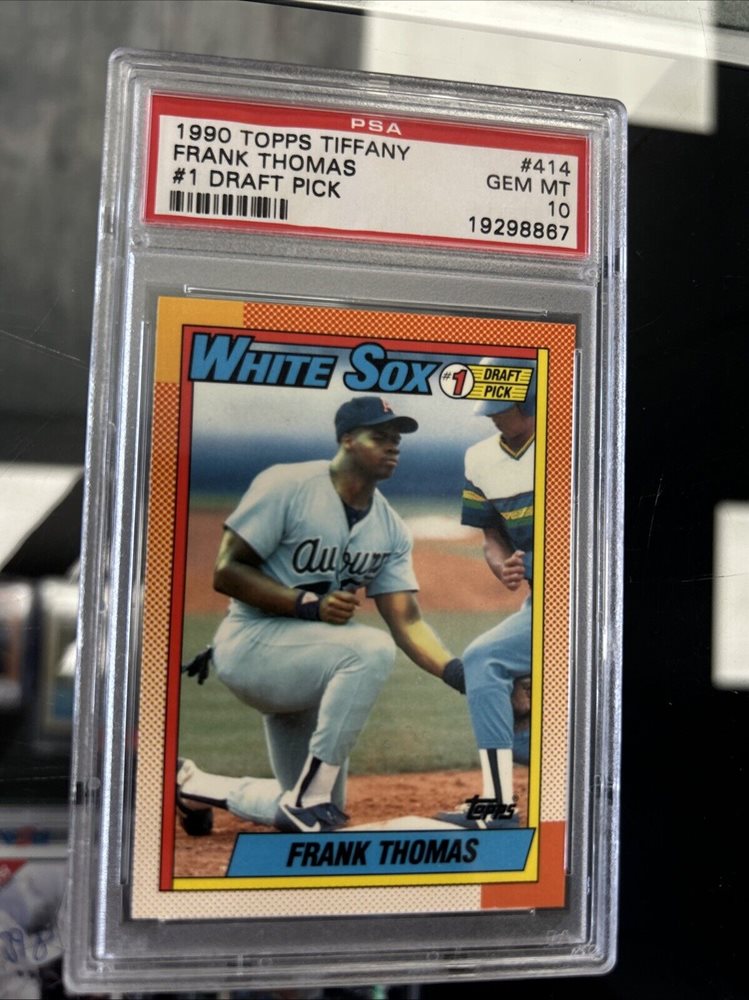 PSA
1990 TOPPS TIFFANY
FRANK THOMAS
#1 DRAFT PICK
#414
GEM MT
10
19298867
WHITE SOX
#1 DRAFT
PICK
A
Auburn
topps
FRANK THOMAS